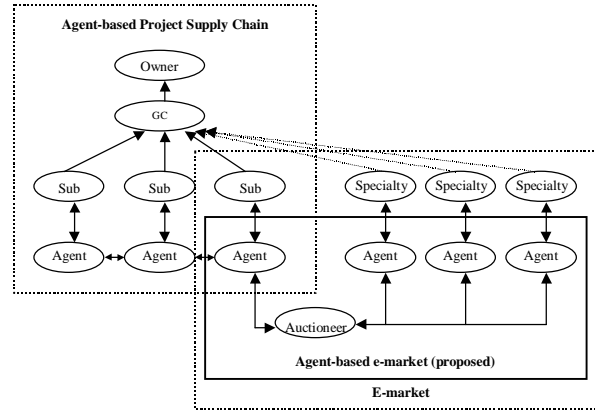 Agent-based Project Supply Chain
Owner
GC
Sub Sub Sub Specialty Specialty Specialty
Agent Agent Agent Agent Agent Agent
Auctioneer
Agent-based e-market (proposed)
E-market